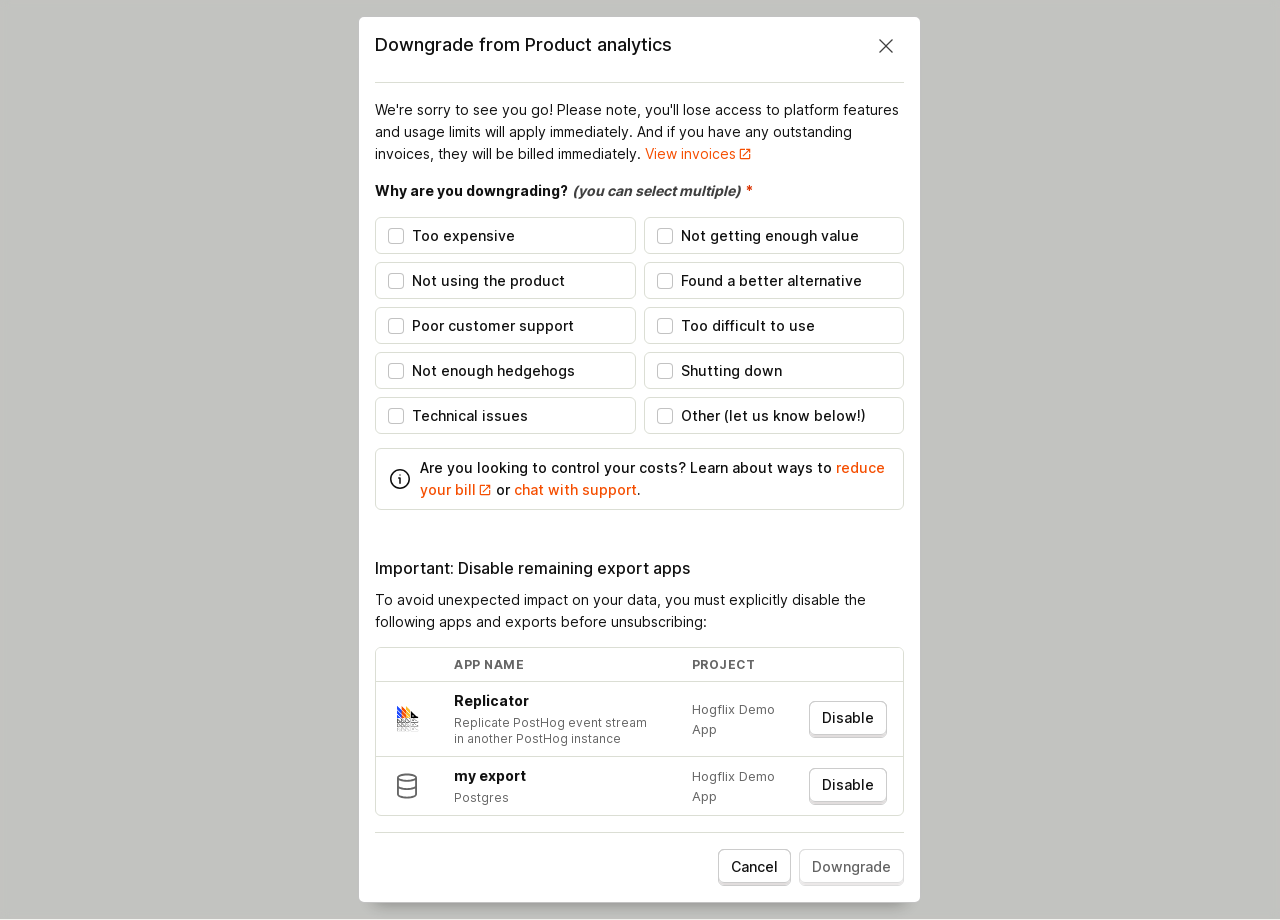 Downgrade from Product analytics
We're sorry to see you go! Please note, you'll lose access to platform features
and usage limits will apply immediately. And if you have any outstanding
invoices, they will be billed immediately. View invoices
Why are you downgrading? (you can select multiple) *
Too expensive
Not getting enough value
Not using the product
Found a better alternative
Poor customer support
Too difficult to use
Not enough hedgehogs
Shutting down
Technical issues
Other (let us know below!)
Are you looking to control your costs? Learn about ways to reduce
your bill or chat with support.
Important: Disable remaining export apps
To avoid unexpected impact on your data, you must explicitly disable the
following apps and exports before unsubscribing:
APP NAME PROJECT
Replicator
Replicate PostHog event stream
in another PostHog instance
Hogflix Demo
App
Disable
my export
Postgres
Hogflix Demo
App
Disable
Cancel
Downgrade